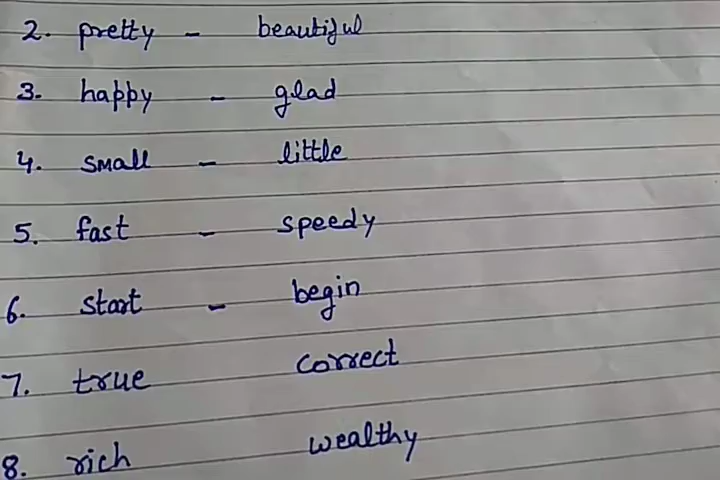 2. pretty - beautiful
3. happy - glad
4. small - little
5. fast - speedy
6. start - begin
7. true correct
8. rich wealthy